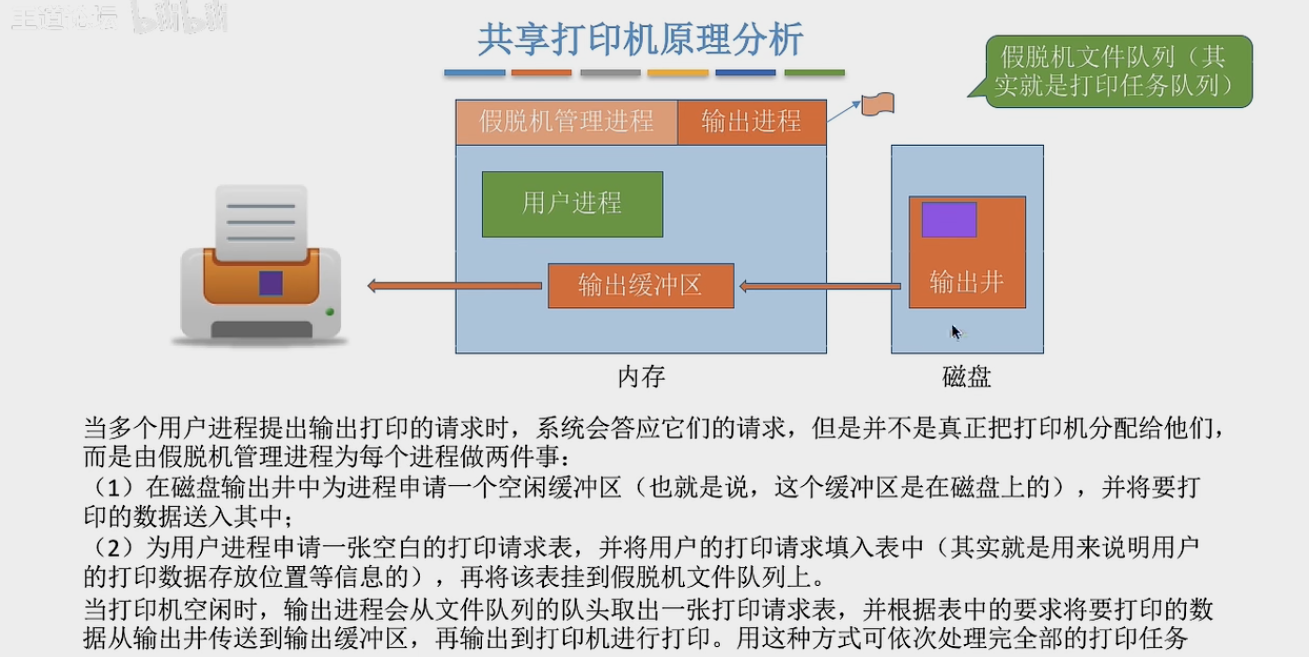 王道论坛 bilibili
共享打印机原理分析
假脱机文件队列（其
实就是打印任务队列）
假脱机管理进程
输出进程
用户进程
输出缓冲区
输出井
内存
磁盘
当多个用户进程提出输出打印的请求时，系统会答应它们的请求，但是并不是真正把打印机分配给他们，
而是由假脱机管理进程为每个进程做两件事：
（1）在磁盘输出井中为进程申请一个空闲缓冲区（也就是说，这个缓冲区是在磁盘上的），并将要打
印的数据送入其中；
（2）为用户进程申请一张空白的打印请求表，并将用户的打印请求填入表中（其实就是用来说明用户
的打印数据存放位置等信息的），再将该表挂到假脱机文件队列上。
当打印机空闲时，输出进程会从文件队列的队头取出一张打印请求表，并根据表中的要求将要打印的数
据从输出井传送到输出缓冲区，再输出到打印机进行打印。用这种方式可依次处理完全部的打印任务